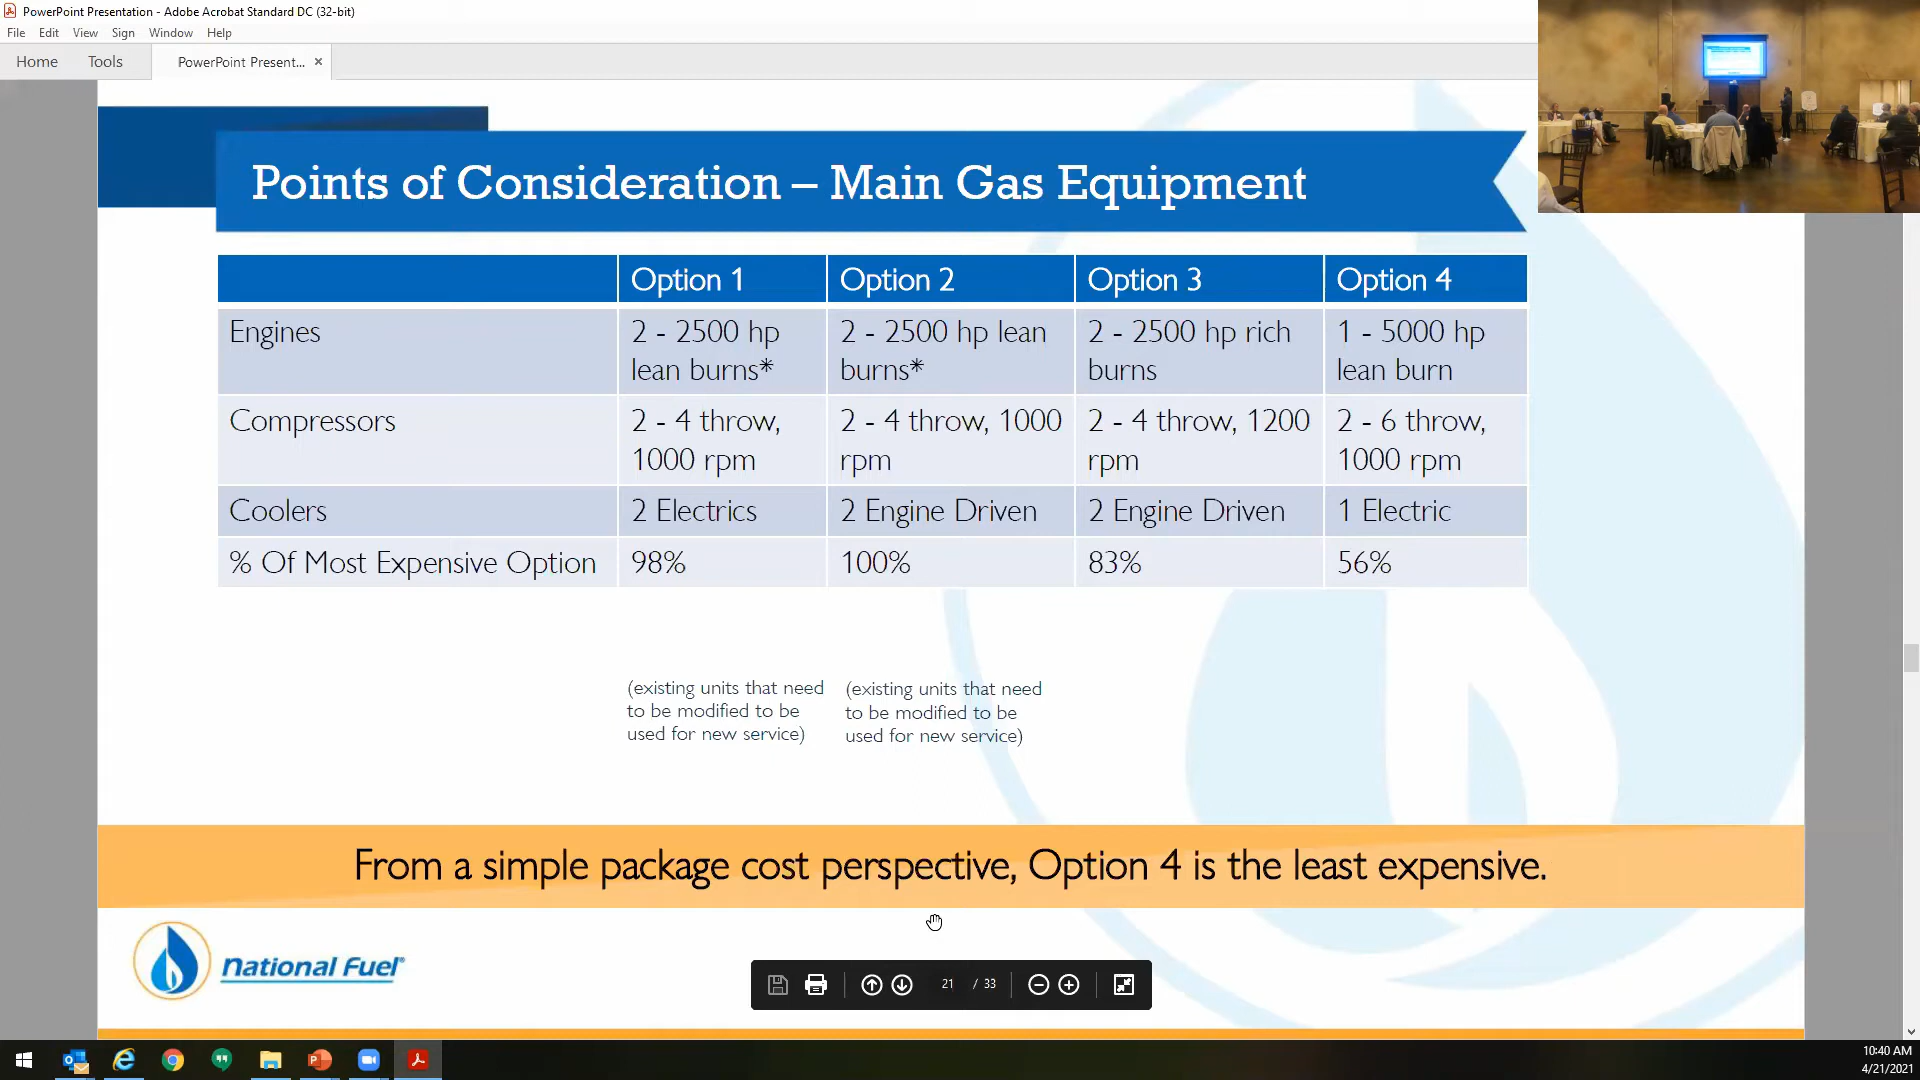 PowerPoint Presentation - Adobe Acrobat Standard DC (32-bit)
File Edit View Sign Window Help
Home Tools PowerPoint Present... ×
Points of Consideration – Main Gas Equipment
Option 1 Option 2 Option 3 Option 4
Engines 2 - 2500 hp lean burns* 2 - 2500 hp lean burns* 2 - 2500 hp rich burns 1 - 5000 hp lean burn
Compressors 2 - 4 throw, 1000 rpm 2 - 4 throw, 1000 rpm 2 - 4 throw, 1200 rpm 2 - 6 throw, 1000 rpm
Coolers 2 Electrics 2 Engine Driven 2 Engine Driven 1 Electric
% Of Most Expensive Option 98% 100% 83% 56%
(existing units that need to be modified to be used for new service) (existing units that need to be modified to be used for new service)
From a simple package cost perspective, Option 4 is the least expensive.
National Fuel®
21 / 33
10:40 AM
4/21/2021